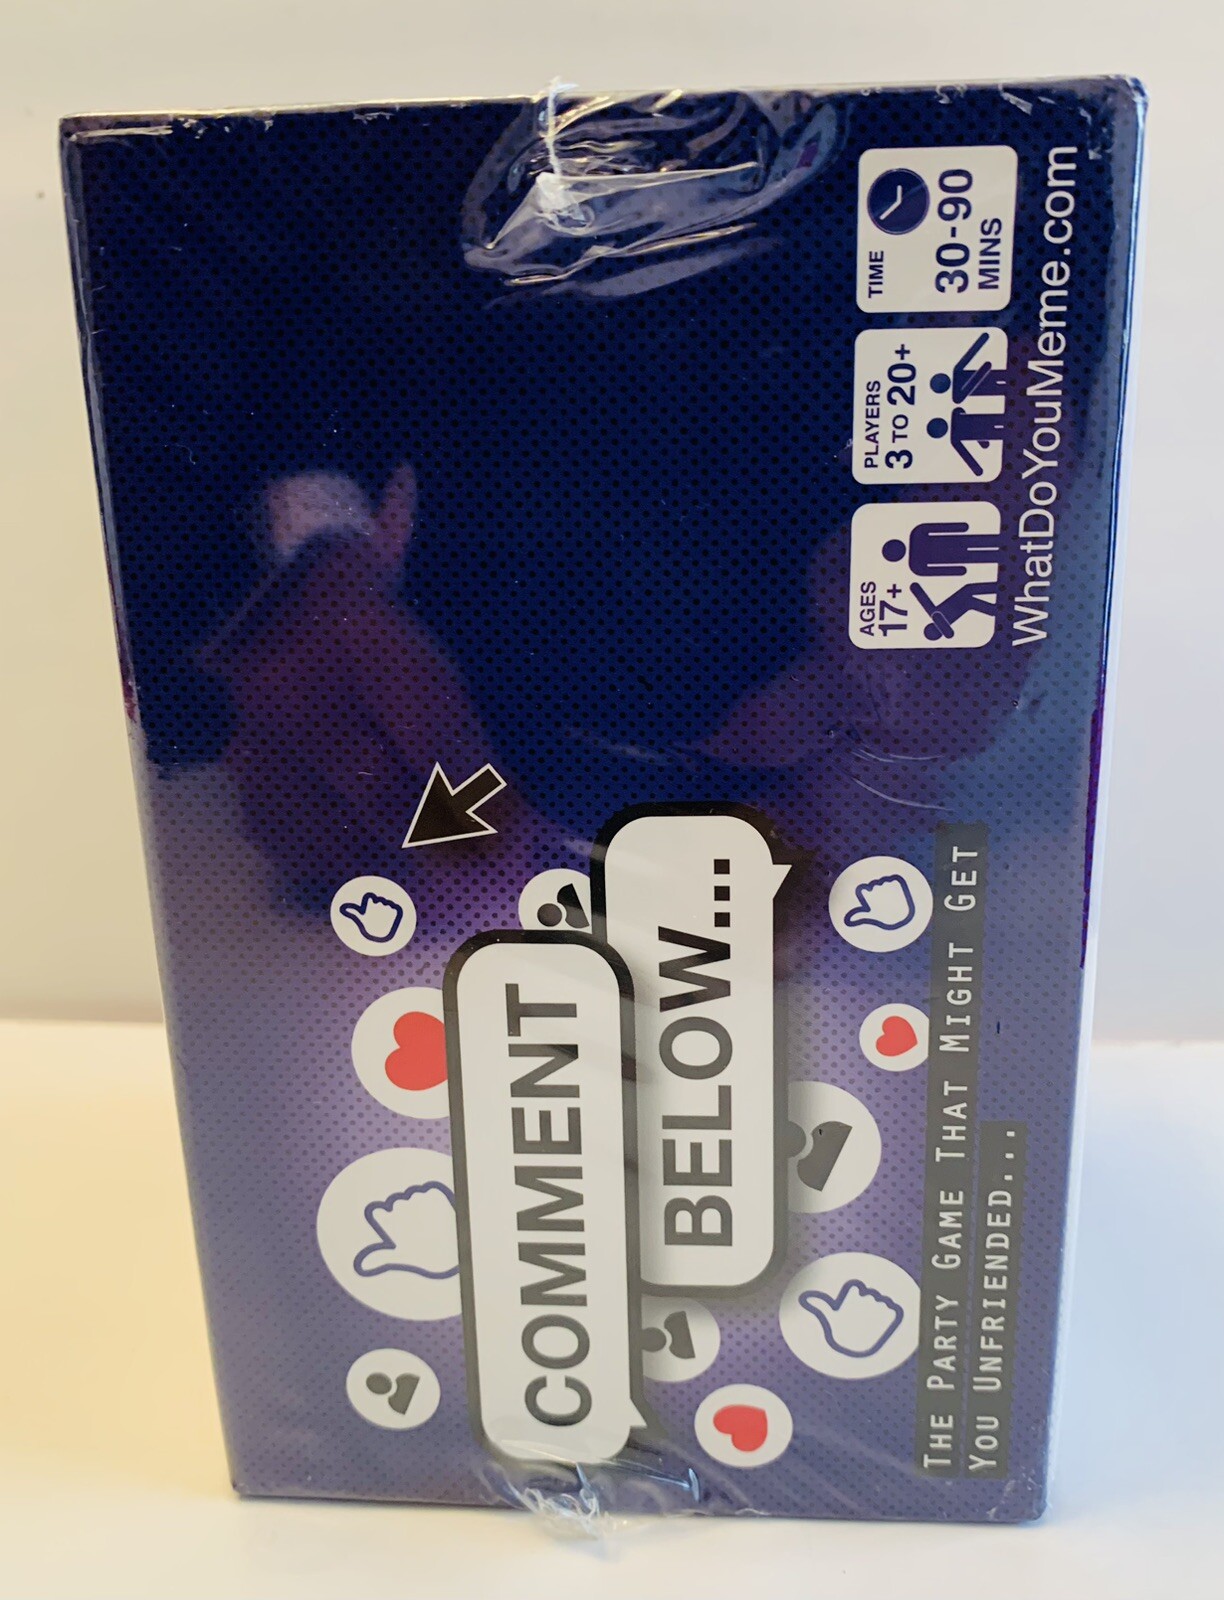 COMMENT
BELOW...
THE PARTY GAME THAT MIGHT GET
YOU UNFRIENDED...
AGES
17+
PLAYERS
3 TO 20+
TIME
30-90
MINS
WhatDoYouMeme.com